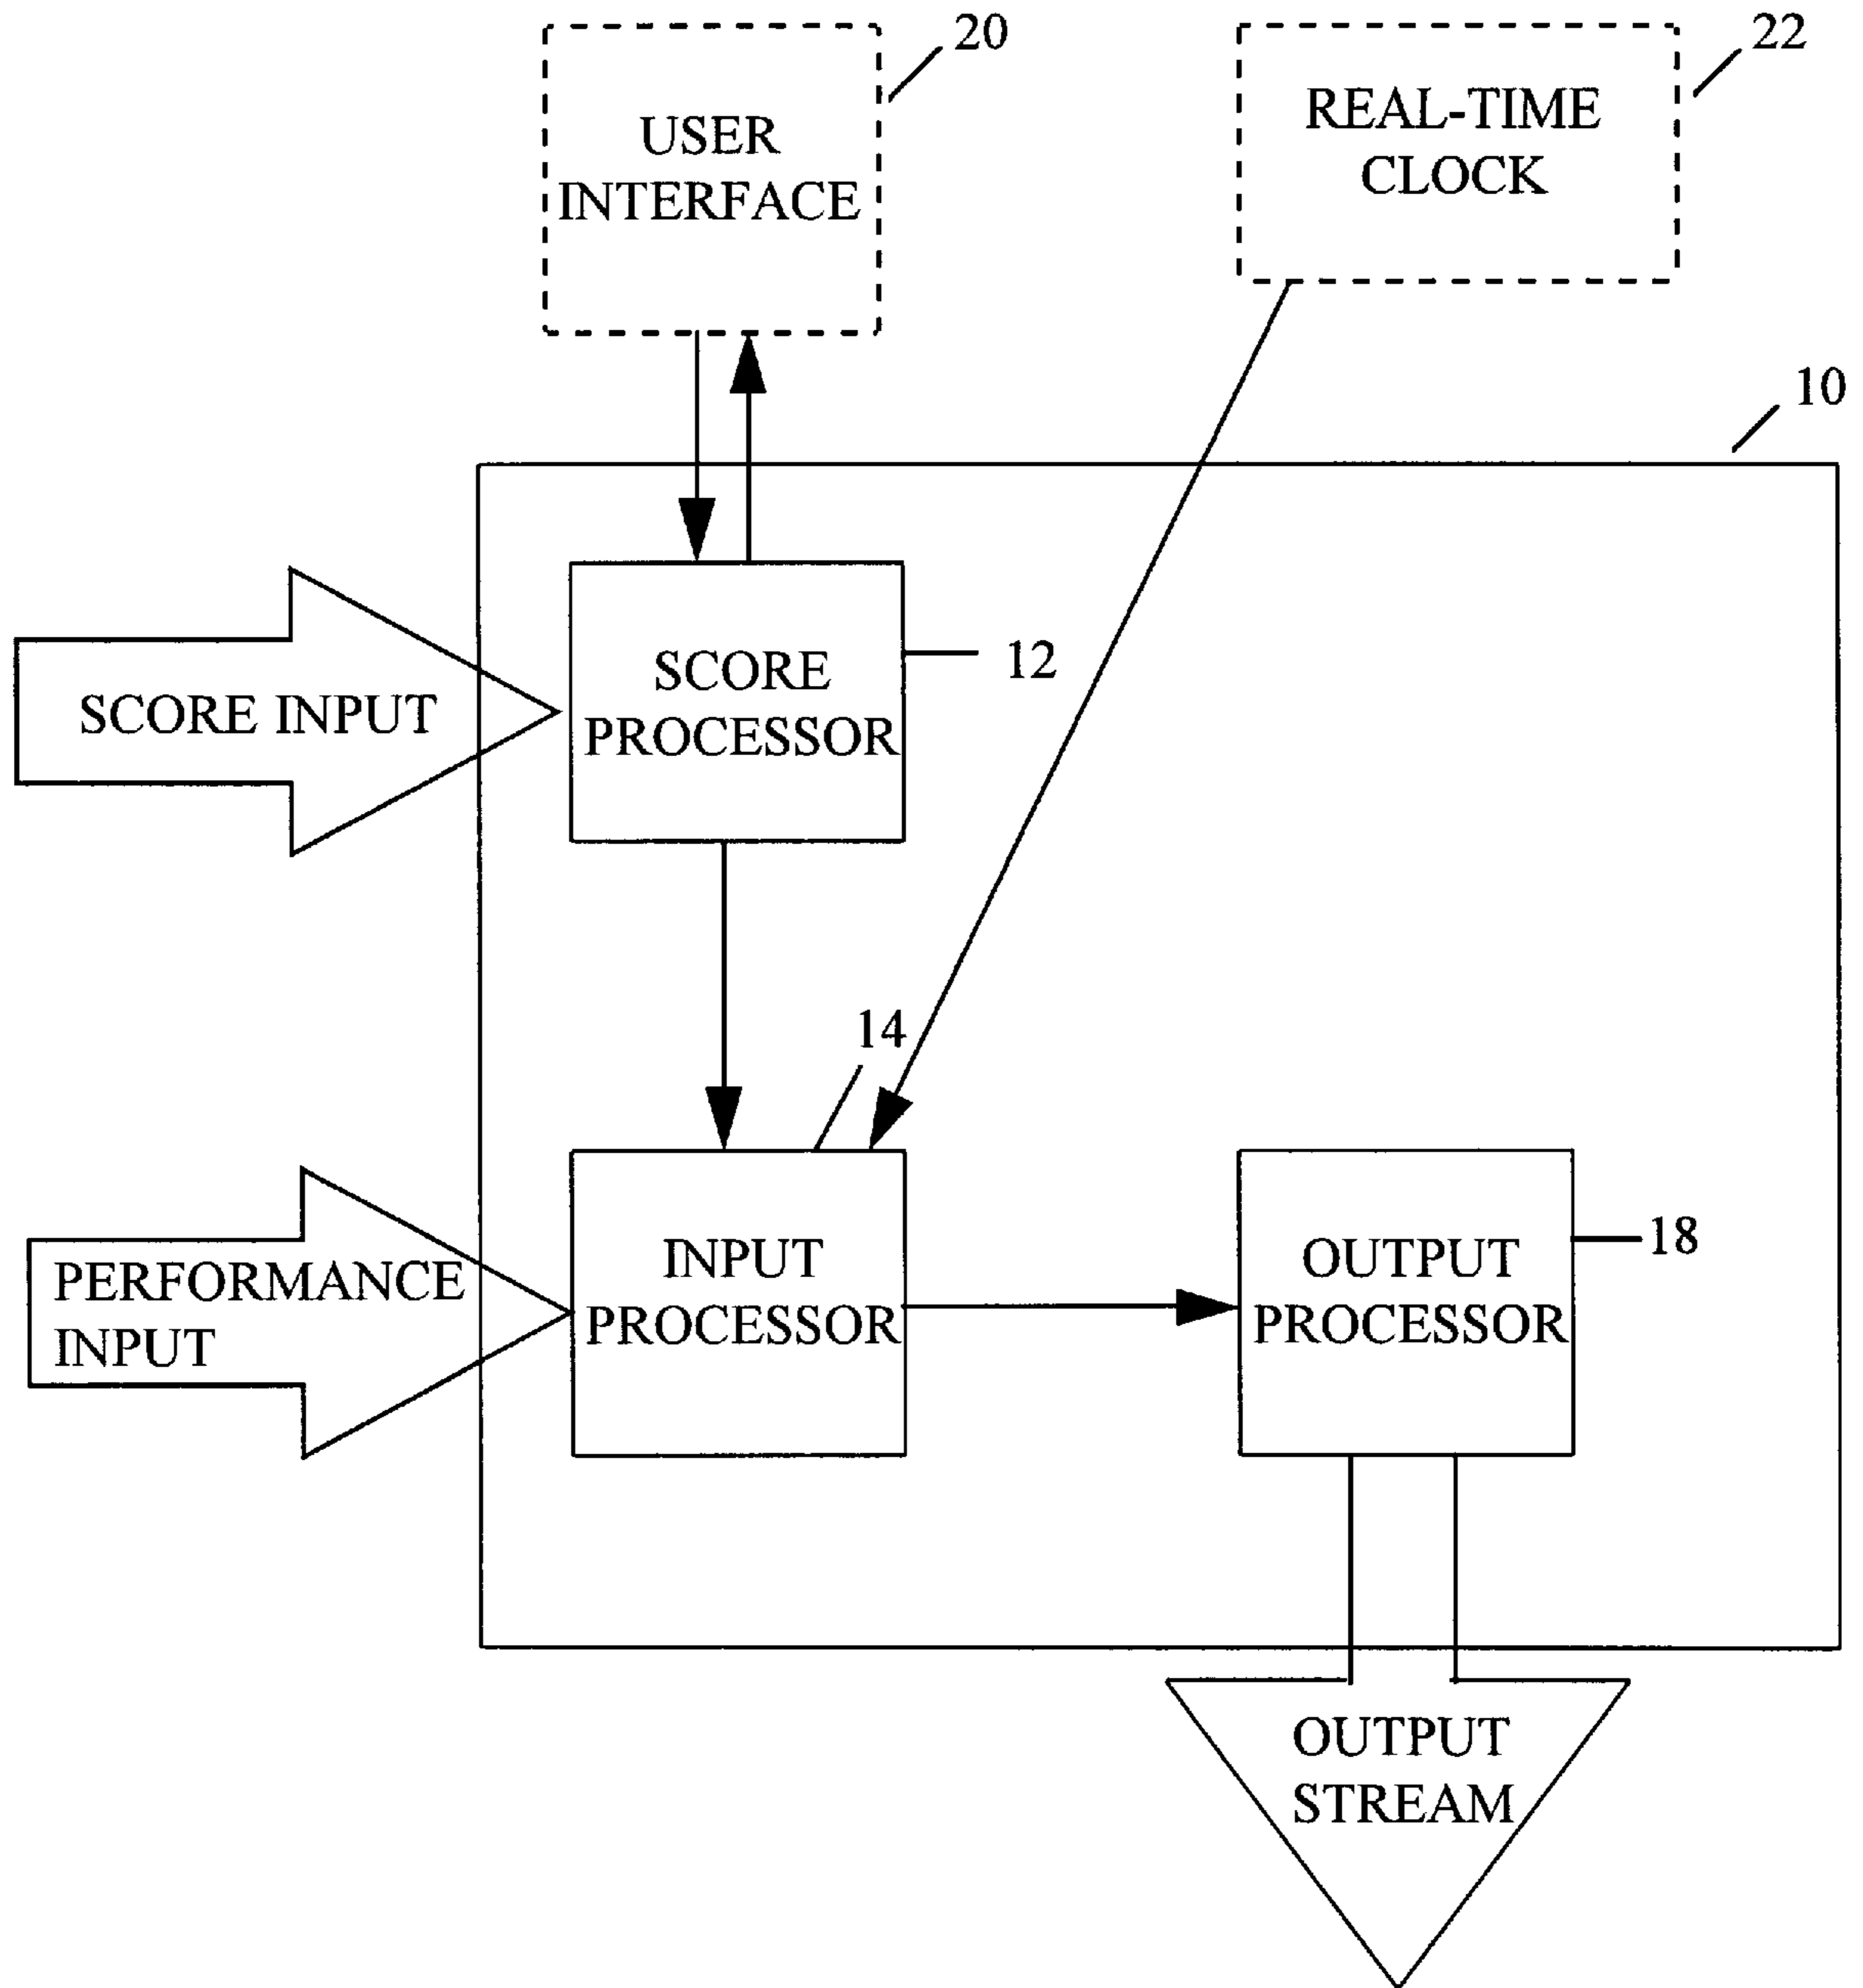 20
22
USER
INTERFACE
REAL-TIME
CLOCK
10
SCORE INPUT
SCORE
PROCESSOR
12
14
PERFORMANCE
INPUT
INPUT
PROCESSOR
OUTPUT
PROCESSOR
18
OUTPUT
STREAM